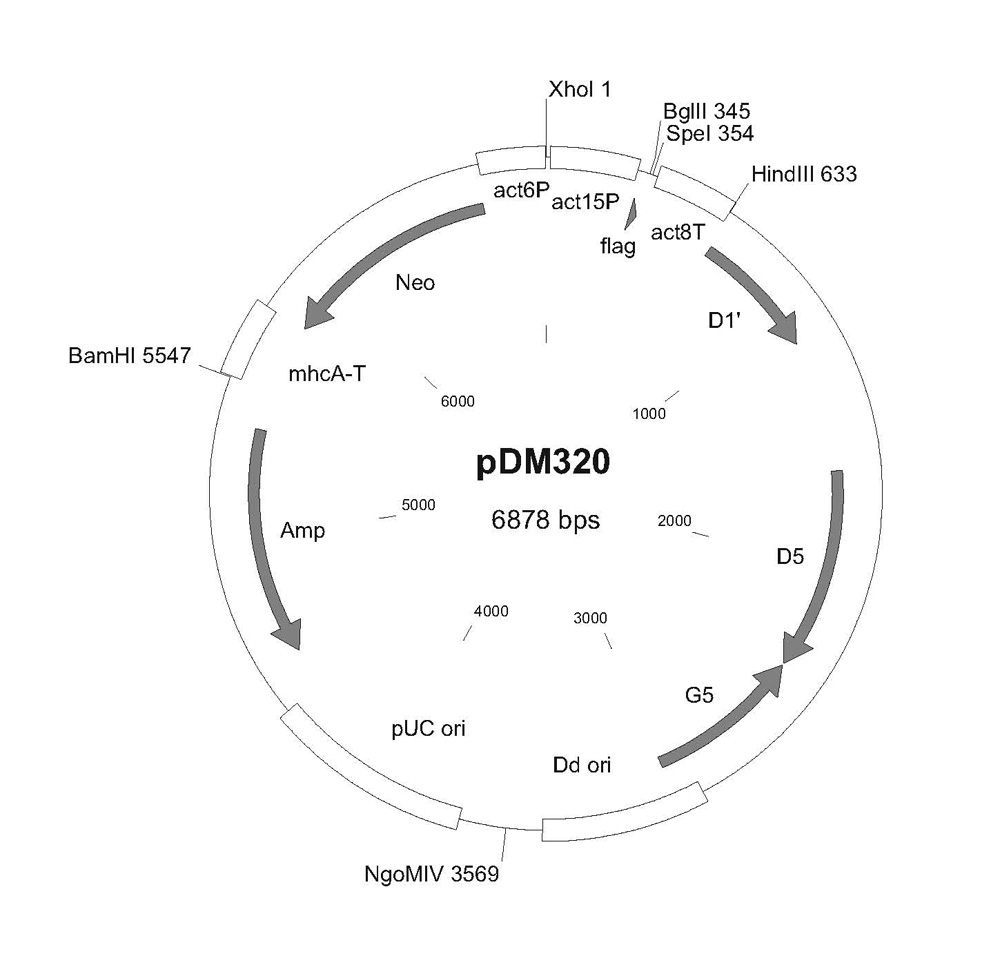 XhoI 1
BglII 345
SpeI 354
HindIII 633
act6P
act15P
flag
act8T
Neo
D1'
BamHI 5547
mhcA-T
6000
1000
pDM320
6878 bps
5000
2000
Amp
D5
4000
3000
G5
pUC ori
Dd ori
NgoMIV 3569